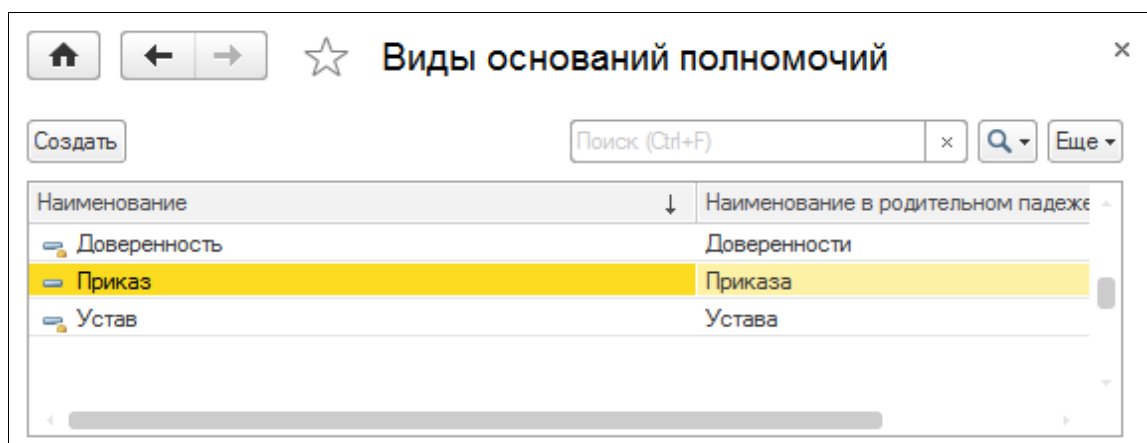 Виды оснований полномочий
Создать Поиск (Ctrl+F) Еще
Наименование Наименование в родительном падеже
Доверенность Доверенности
Приказ Приказа
Устав Устава